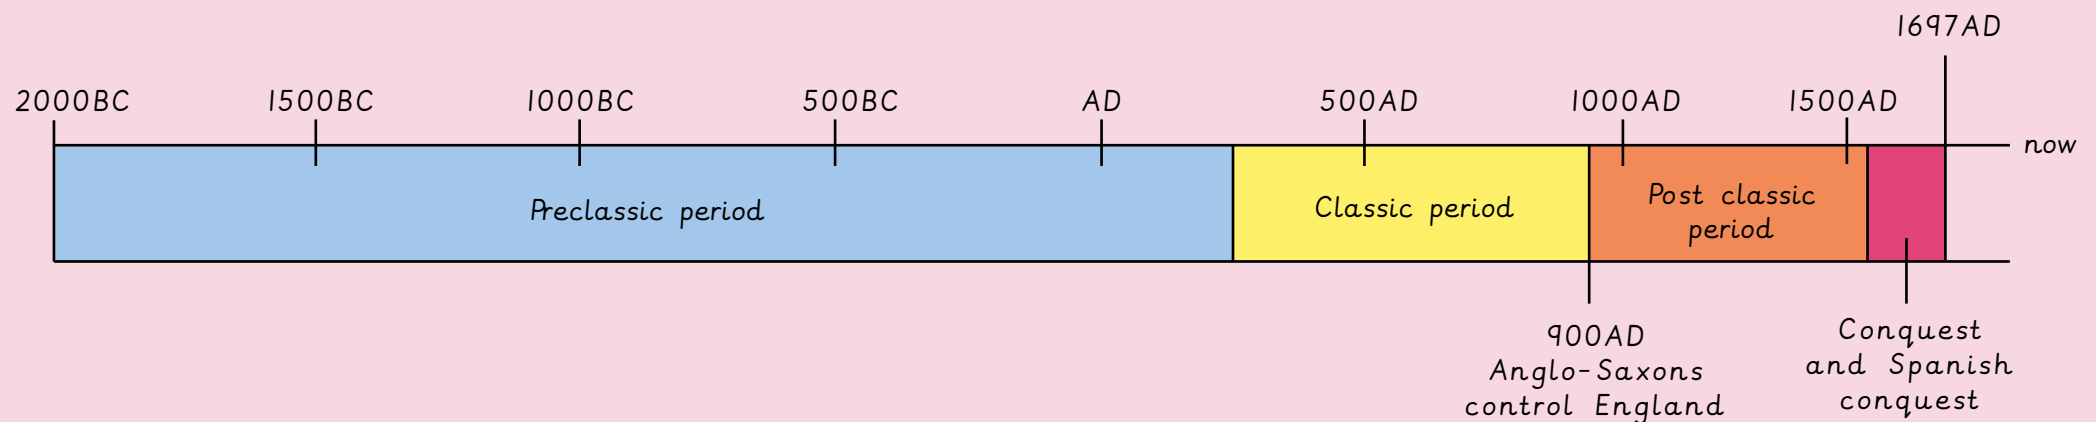 1697AD
2000BC 1500BC 1000BC 500BC AD 500AD 1000AD 1500AD
now
Preclassic period
Classic period
Post classic
period
900AD
Anglo-Saxons
control England
Conquest
and Spanish
conquest